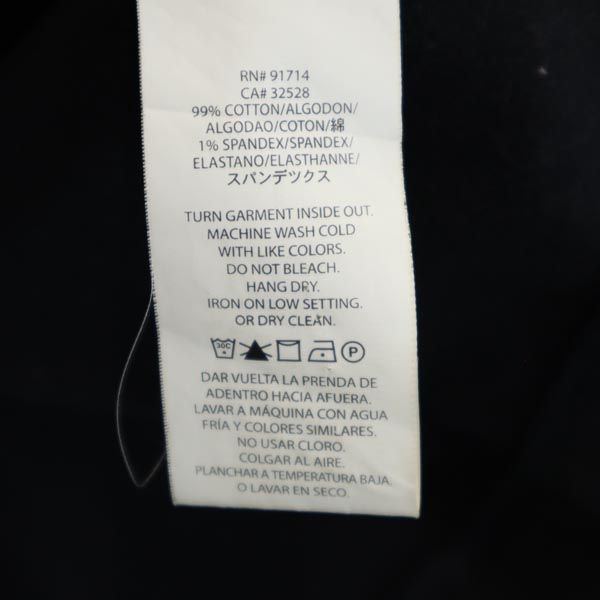 RN# 91714
CA# 32528
99% COTTON/ALGODON/
ALGODAO/COTON/綿
1% SPANDEX/SPANDEX/
ELASTANO/ELASTHANNE/
スパンデツクス
TURN GARMENT INSIDE OUT.
MACHINE WASH COLD
WITH LIKE COLORS.
DO NOT BLEACH.
HANG DRY.
IRON ON LOW SETTING.
OR DRY CLEAN.
30C P
DAR VUELTA LA PRENDA DE
ADENTRO HACIA AFUERA.
LAVAR A MÁQUINA CON AGUA
FRÍA Y COLORES SIMILARES.
NO USAR CLORO.
COLGAR AL AIRE.
PLANCHAR A TEMPERATURA BAJA.
O LAVAR EN SECO.